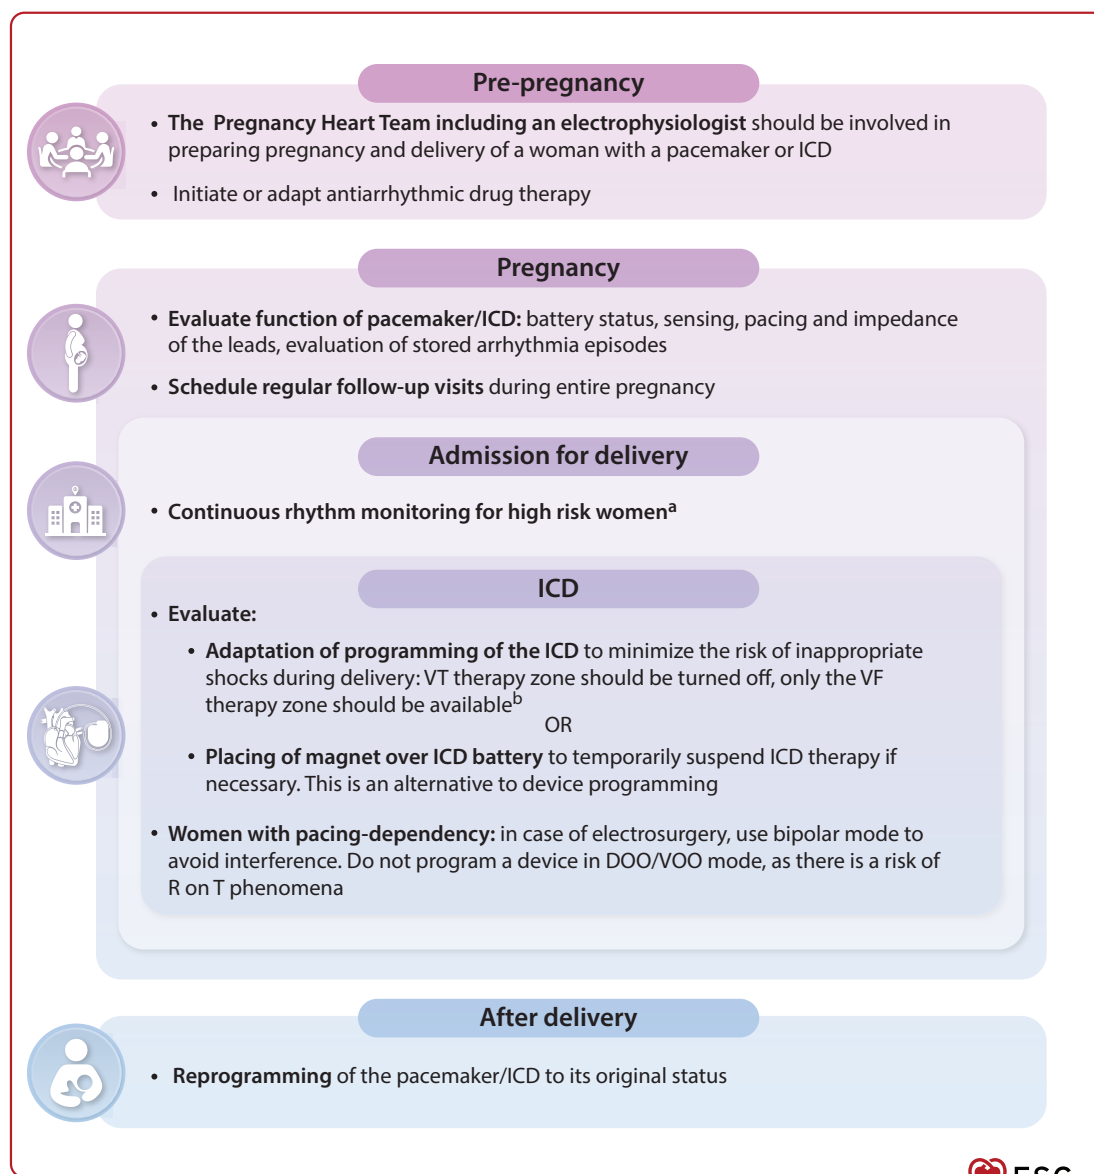 Pre-pregnancy
• The Pregnancy Heart Team including an electrophysiologist should be involved in
preparing pregnancy and delivery of a woman with a pacemaker or ICD
• Initiate or adapt antiarrhythmic drug therapy
Pregnancy
• Evaluate function of pacemaker/ICD: battery status, sensing, pacing and impedance
of the leads, evaluation of stored arrhythmia episodes
• Schedule regular follow-up visits during entire pregnancy
Admission for delivery
• Continuous rhythm monitoring for high risk womenᵃ
ICD
• Evaluate:
• Adaptation of programming of the ICD to minimize the risk of inappropriate
shocks during delivery: VT therapy zone should be turned off, only the VF
therapy zone should be availableᵇ
OR
• Placing of magnet over ICD battery to temporarily suspend ICD therapy if
necessary. This is an alternative to device programming
• Women with pacing-dependency: in case of electrosurgery, use bipolar mode to
avoid interference. Do not program a device in DOO/VOO mode, as there is a risk of
R on T phenomena
After delivery
• Reprogramming of the pacemaker/ICD to its original status
ESC